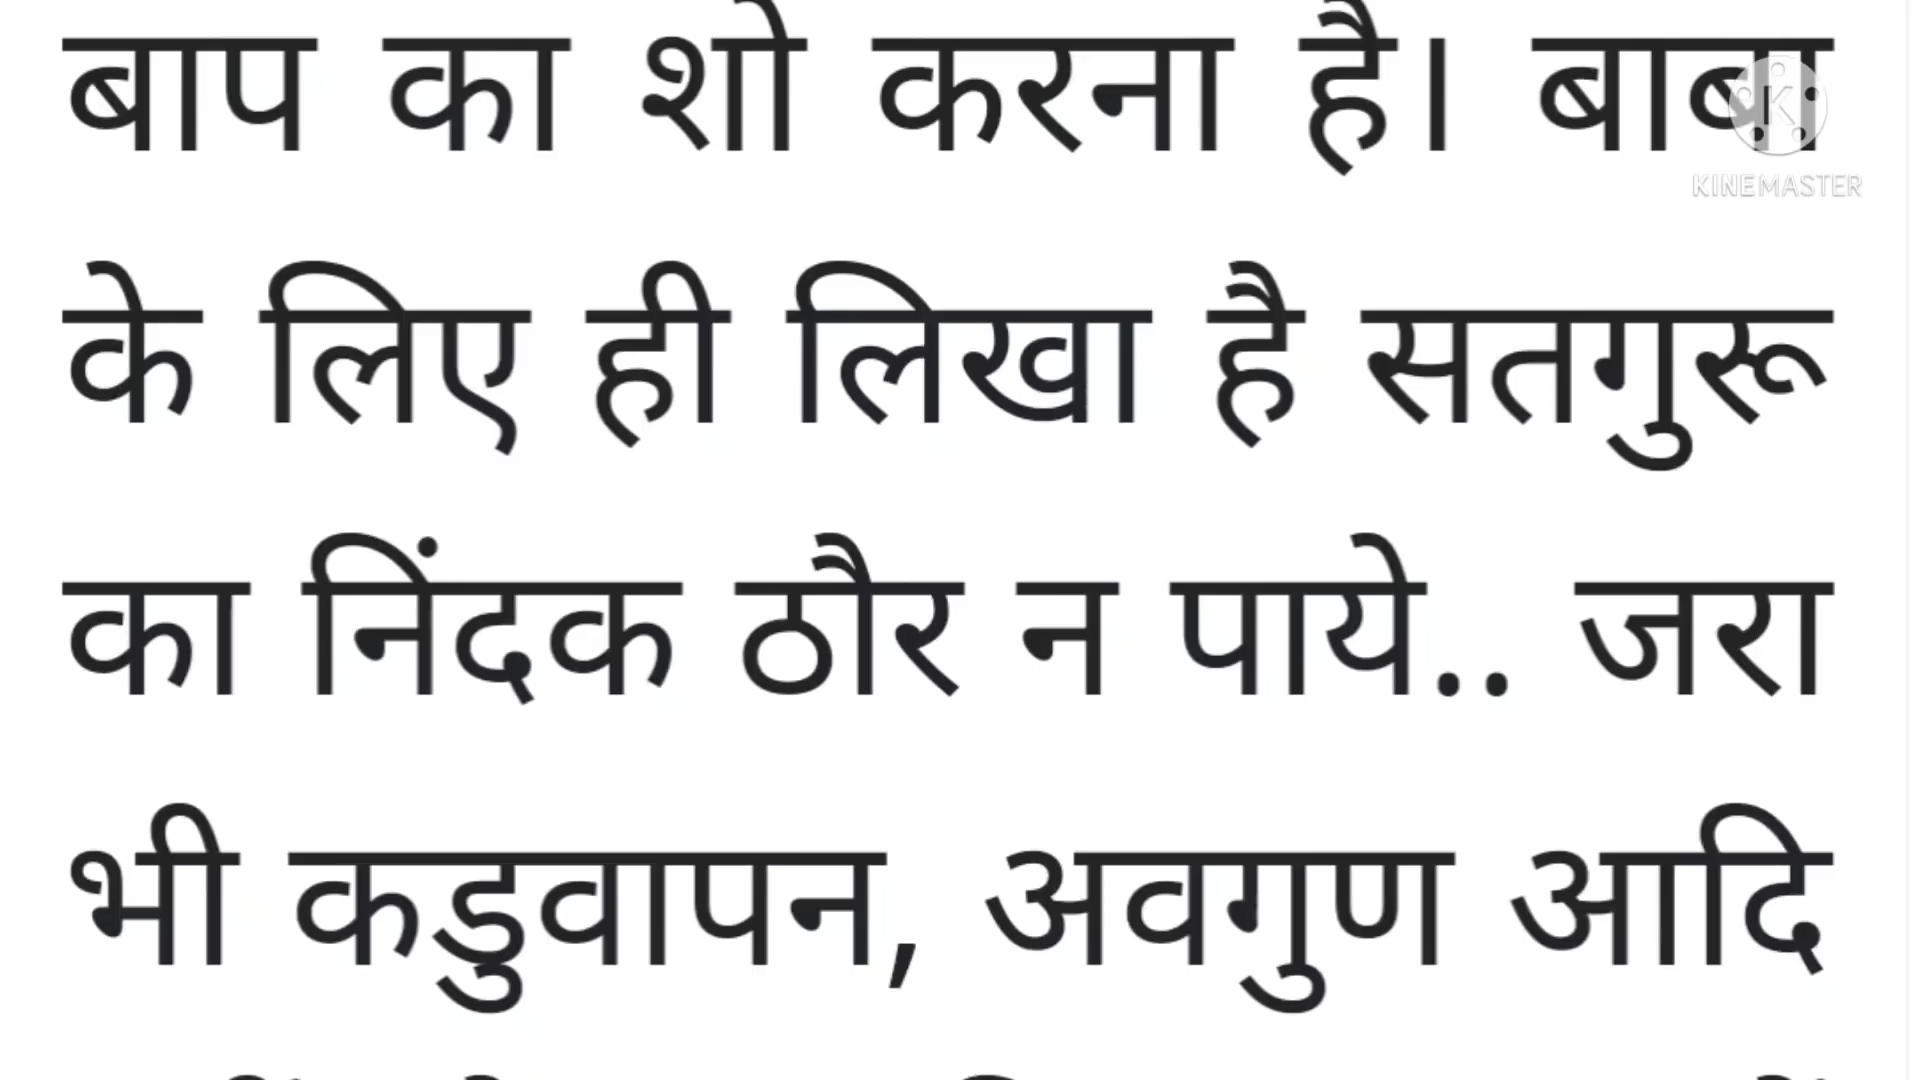 बाप का शो करना है। बाबा
KINEMASTER
के लिए ही लिखा है सतगुरू
का निंदक ठौर न पाये.. जरा
भी कडुवापन, अवगुण आदि